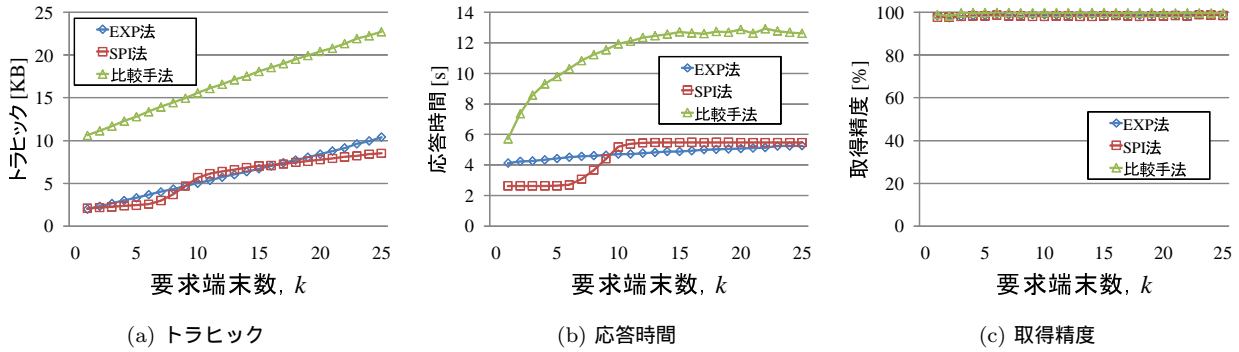 25
20
15
10
5
0
トラヒック [KB]
EXP法
SPI法
比較手法
0 5 10 15 20 25
要求端末数, k
(a) トラヒック
14
12
10
8
6
4
2
0
応答時間 [s]
EXP法
SPI法
比較手法
0 5 10 15 20 25
要求端末数, k
(b) 応答時間
100
80
60
40
20
0
取得精度 [%]
EXP法
SPI法
比較手法
0 5 10 15 20 25
要求端末数, k
(c) 取得精度